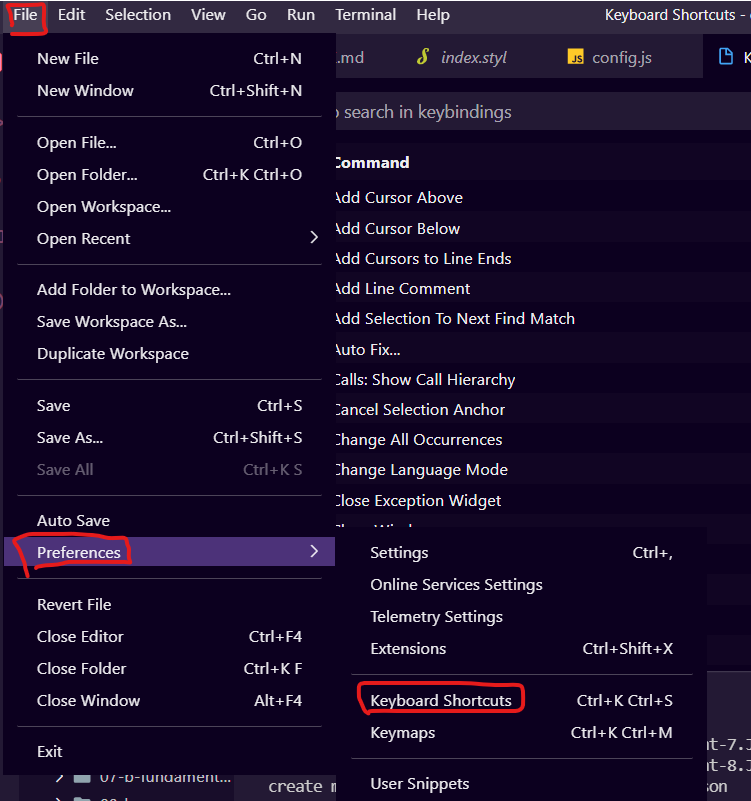 File Edit Selection View Go Run Terminal Help Keyboard Shortcuts -
.md index.styl JS config.js
New File Ctrl+N
New Window Ctrl+Shift+N
search in keybindings
Open File... Ctrl+O
Open Folder... Ctrl+K Ctrl+O
Open Workspace...
Open Recent
Add Folder to Workspace...
Save Workspace As...
Duplicate Workspace
Save Ctrl+S
Save As... Ctrl+Shift+S
Save All Ctrl+K S
Auto Save
Preferences
Revert File
Close Editor Ctrl+F4
Close Folder Ctrl+K F
Close Window Alt+F4
Exit
Command
Add Cursor Above
Add Cursor Below
Add Cursors to Line Ends
Add Line Comment
Add Selection To Next Find Match
Auto Fix...
Calls: Show Call Hierarchy
Cancel Selection Anchor
Change All Occurrences
Change Language Mode
Close Exception Widget
Settings Ctrl+,
Online Services Settings
Telemetry Settings
Extensions Ctrl+Shift+X
Keyboard Shortcuts Ctrl+K Ctrl+S
Keymaps Ctrl+K Ctrl+M
User Snippets
07-b-fundament...
create